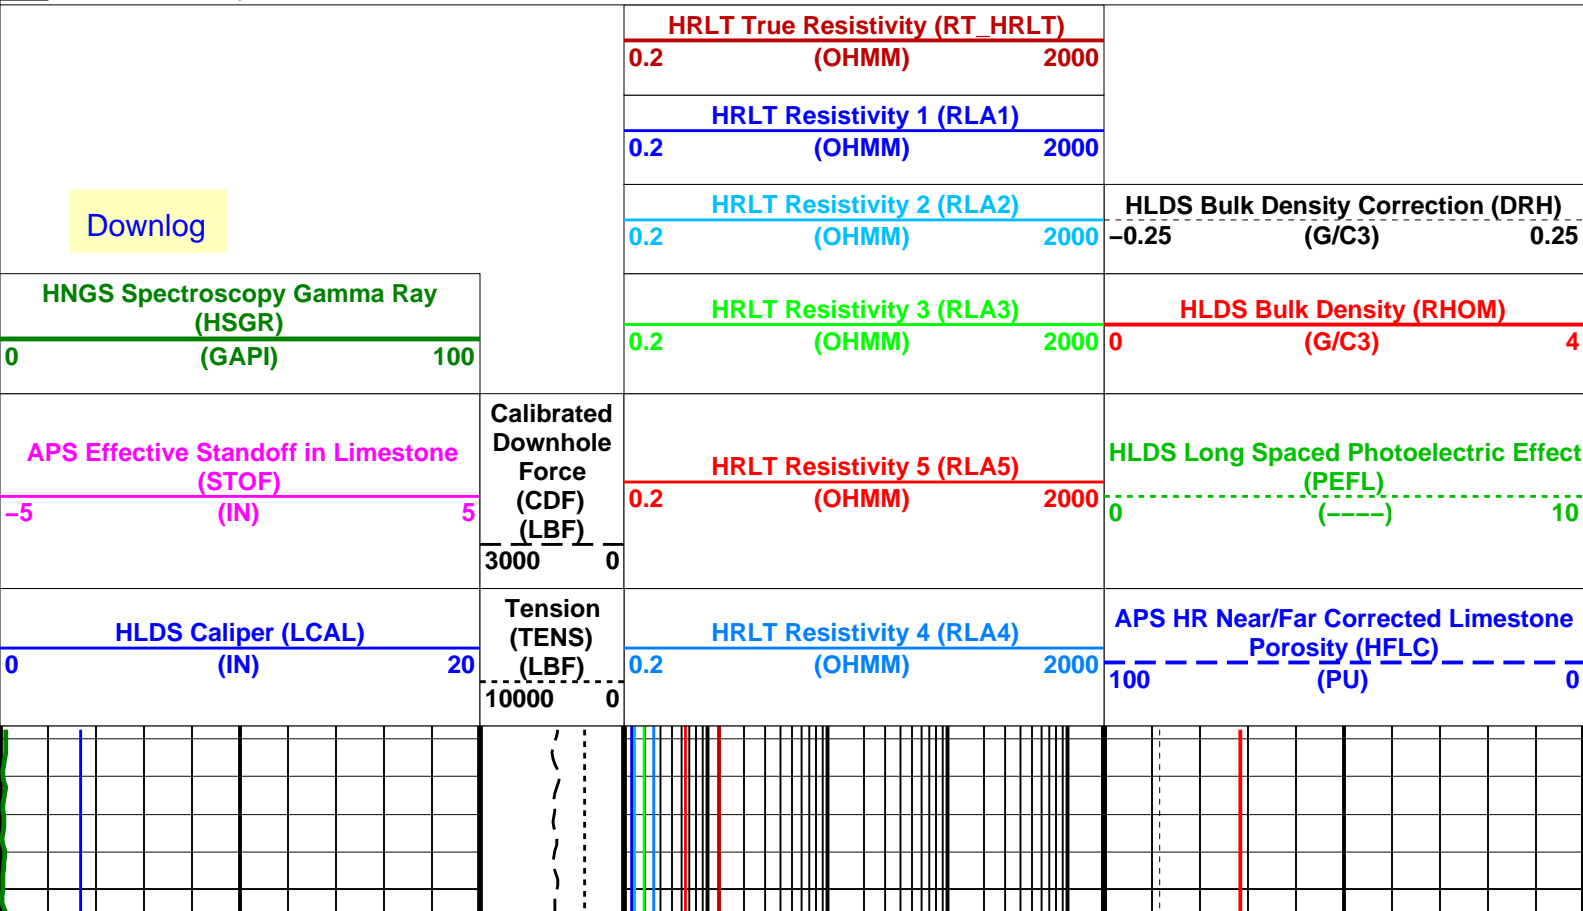 HRLT True Resistivity (RT_HRLT)
0.2 (OHMM) 2000
HRLT Resistivity 1 (RLA1)
0.2 (OHMM) 2000
Downlog
HRLT Resistivity 2 (RLA2)
0.2 (OHMM) 2000
HLDS Bulk Density Correction (DRH)
−0.25 (G/C3) 0.25
HNGS Spectroscopy Gamma Ray
(HSGR)
0 (GAPI) 100
HRLT Resistivity 3 (RLA3)
0.2 (OHMM) 2000
HLDS Bulk Density (RHOM)
0 (G/C3) 4
APS Effective Standoff in Limestone
(STOF)
−5 (IN) 5
Calibrated
Downhole
Force
(CDF)
(LBF)
3000 0
HRLT Resistivity 5 (RLA5)
0.2 (OHMM) 2000
HLDS Long Spaced Photoelectric Effect
(PEFL)
0 (−−−−) 10
HLDS Caliper (LCAL)
0 (IN) 20
Tension
(TENS)
(LBF)
10000 0
HRLT Resistivity 4 (RLA4)
0.2 (OHMM) 2000
APS HR Near/Far Corrected Limestone
Porosity (HFLC)
100 (PU) 0